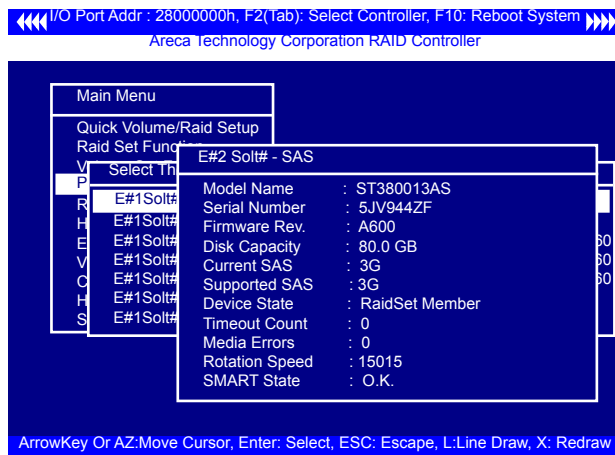 I/O Port Addr : 28000000h, F2(Tab): Select Controller, F10: Reboot System
Areca Technology Corporation RAID Controller
Main Menu
Quick Volume/Raid Setup
Raid Set Function
V
P
R
H
E
V
C
H
S
Select Th
E#1Solt#
E#1Solt#
E#1Solt# 60
E#1Solt# 60
E#1Solt# 60
E#1Solt#
E#1Solt#
E#2 Solt# - SAS
Model Name : ST380013AS
Serial Number : 5JV944ZF
Firmware Rev. : A600
Disk Capacity : 80.0 GB
Current SAS : 3G
Supported SAS : 3G
Device State : RaidSet Member
Timeout Count : 0
Media Errors : 0
Rotation Speed : 15015
SMART State : O.K.
ArrowKey Or AZ:Move Cursor, Enter: Select, ESC: Escape, L:Line Draw, X: Redraw